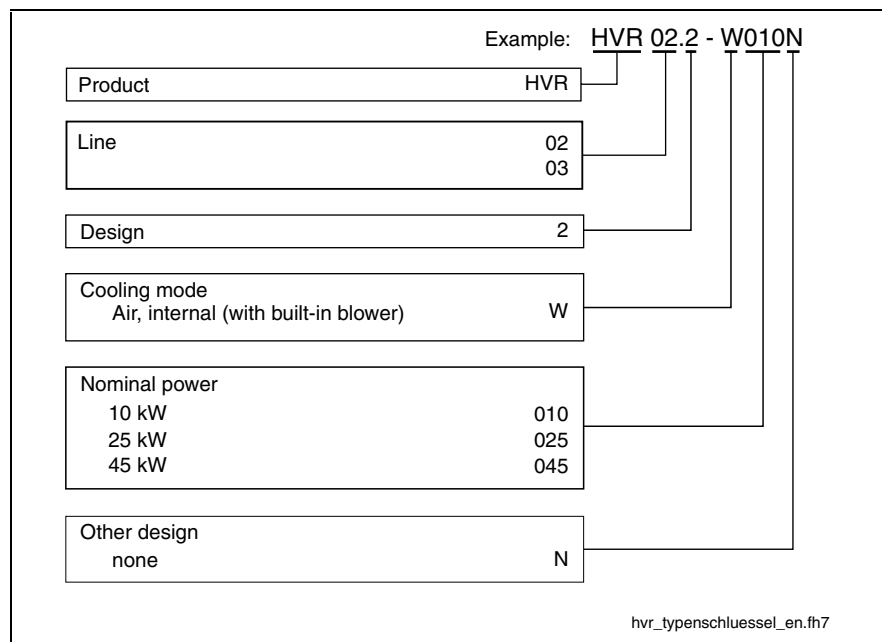 Example: HVR 02.2 - W010N
Product HVR
Line 02
03
Design 2
Cooling mode
Air, internal (with built-in blower) W
Nominal power
10 kW 010
25 kW 025
45 kW 045
Other design
none N
hvr_typenschluessel_en.fh7